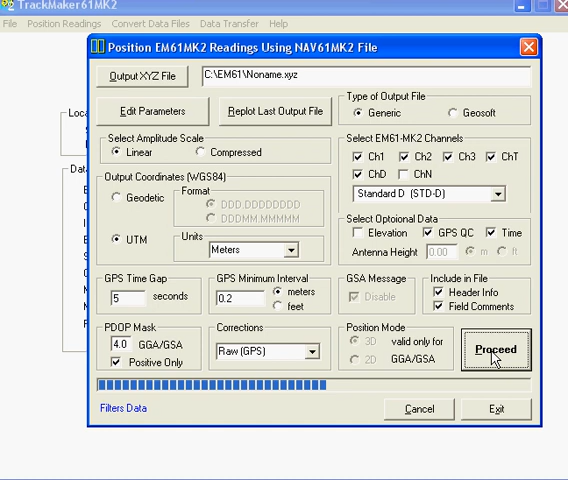 TrackMaker61MK2
File Position Readings Convert Data Files Data Transfer Help
Position EM61MK2 Readings Using NAV61MK2 File
Output XYZ File C:\EM61\Noname.xyz
Edit Parameters Replot Last Output File
Type of Output File
Generic Geosoft
Select Amplitude Scale
Linear Compressed
Select EM61-MK2 Channels
Ch1 Ch2 Ch3 ChT
ChD ChN
Standard D (STD-D)
Output Coordinates (WGS84)
Geodetic
Format
DDD.DDDDDDDD
DDDMM.MMMMM
UTM
Units
Meters
Select Optoional Data
Elevation GPS QC Time
Antenna Height 0.00 m ft
GPS Time Gap
5 seconds
GPS Minimum Interval
0.2 meters
feet
GSA Message
Disable
Include in File
Header Info
Field Comments
PDOP Mask
4.0 GGA/GSA
Positive Only
Corrections
Raw (GPS)
Position Mode
3D valid only for
2D GGA/GSA
Proceed
Filters Data
Cancel Exit
Loca
Data